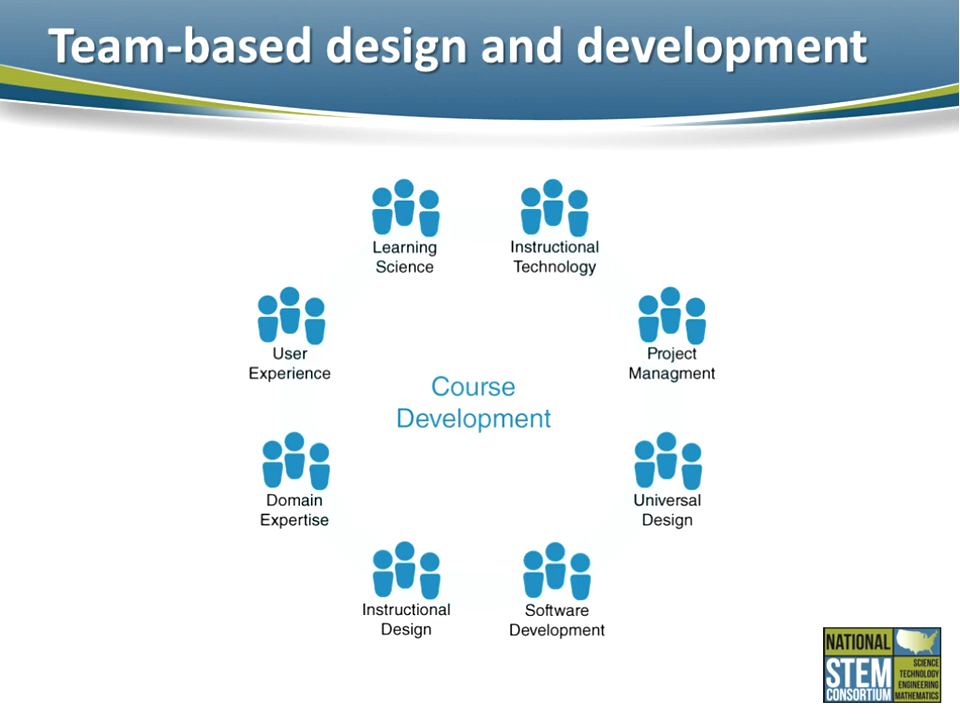 Team-based design and development
Learning
Science
Instructional
Technology
User
Experience
Project
Managment
Course
Development
Domain
Expertise
Universal
Design
Instructional
Design
Software
Development
NATIONAL
STEM
CONSORTIUM
SCIENCE
TECHNOLOGY
ENGINEERING
MATHEMATICS